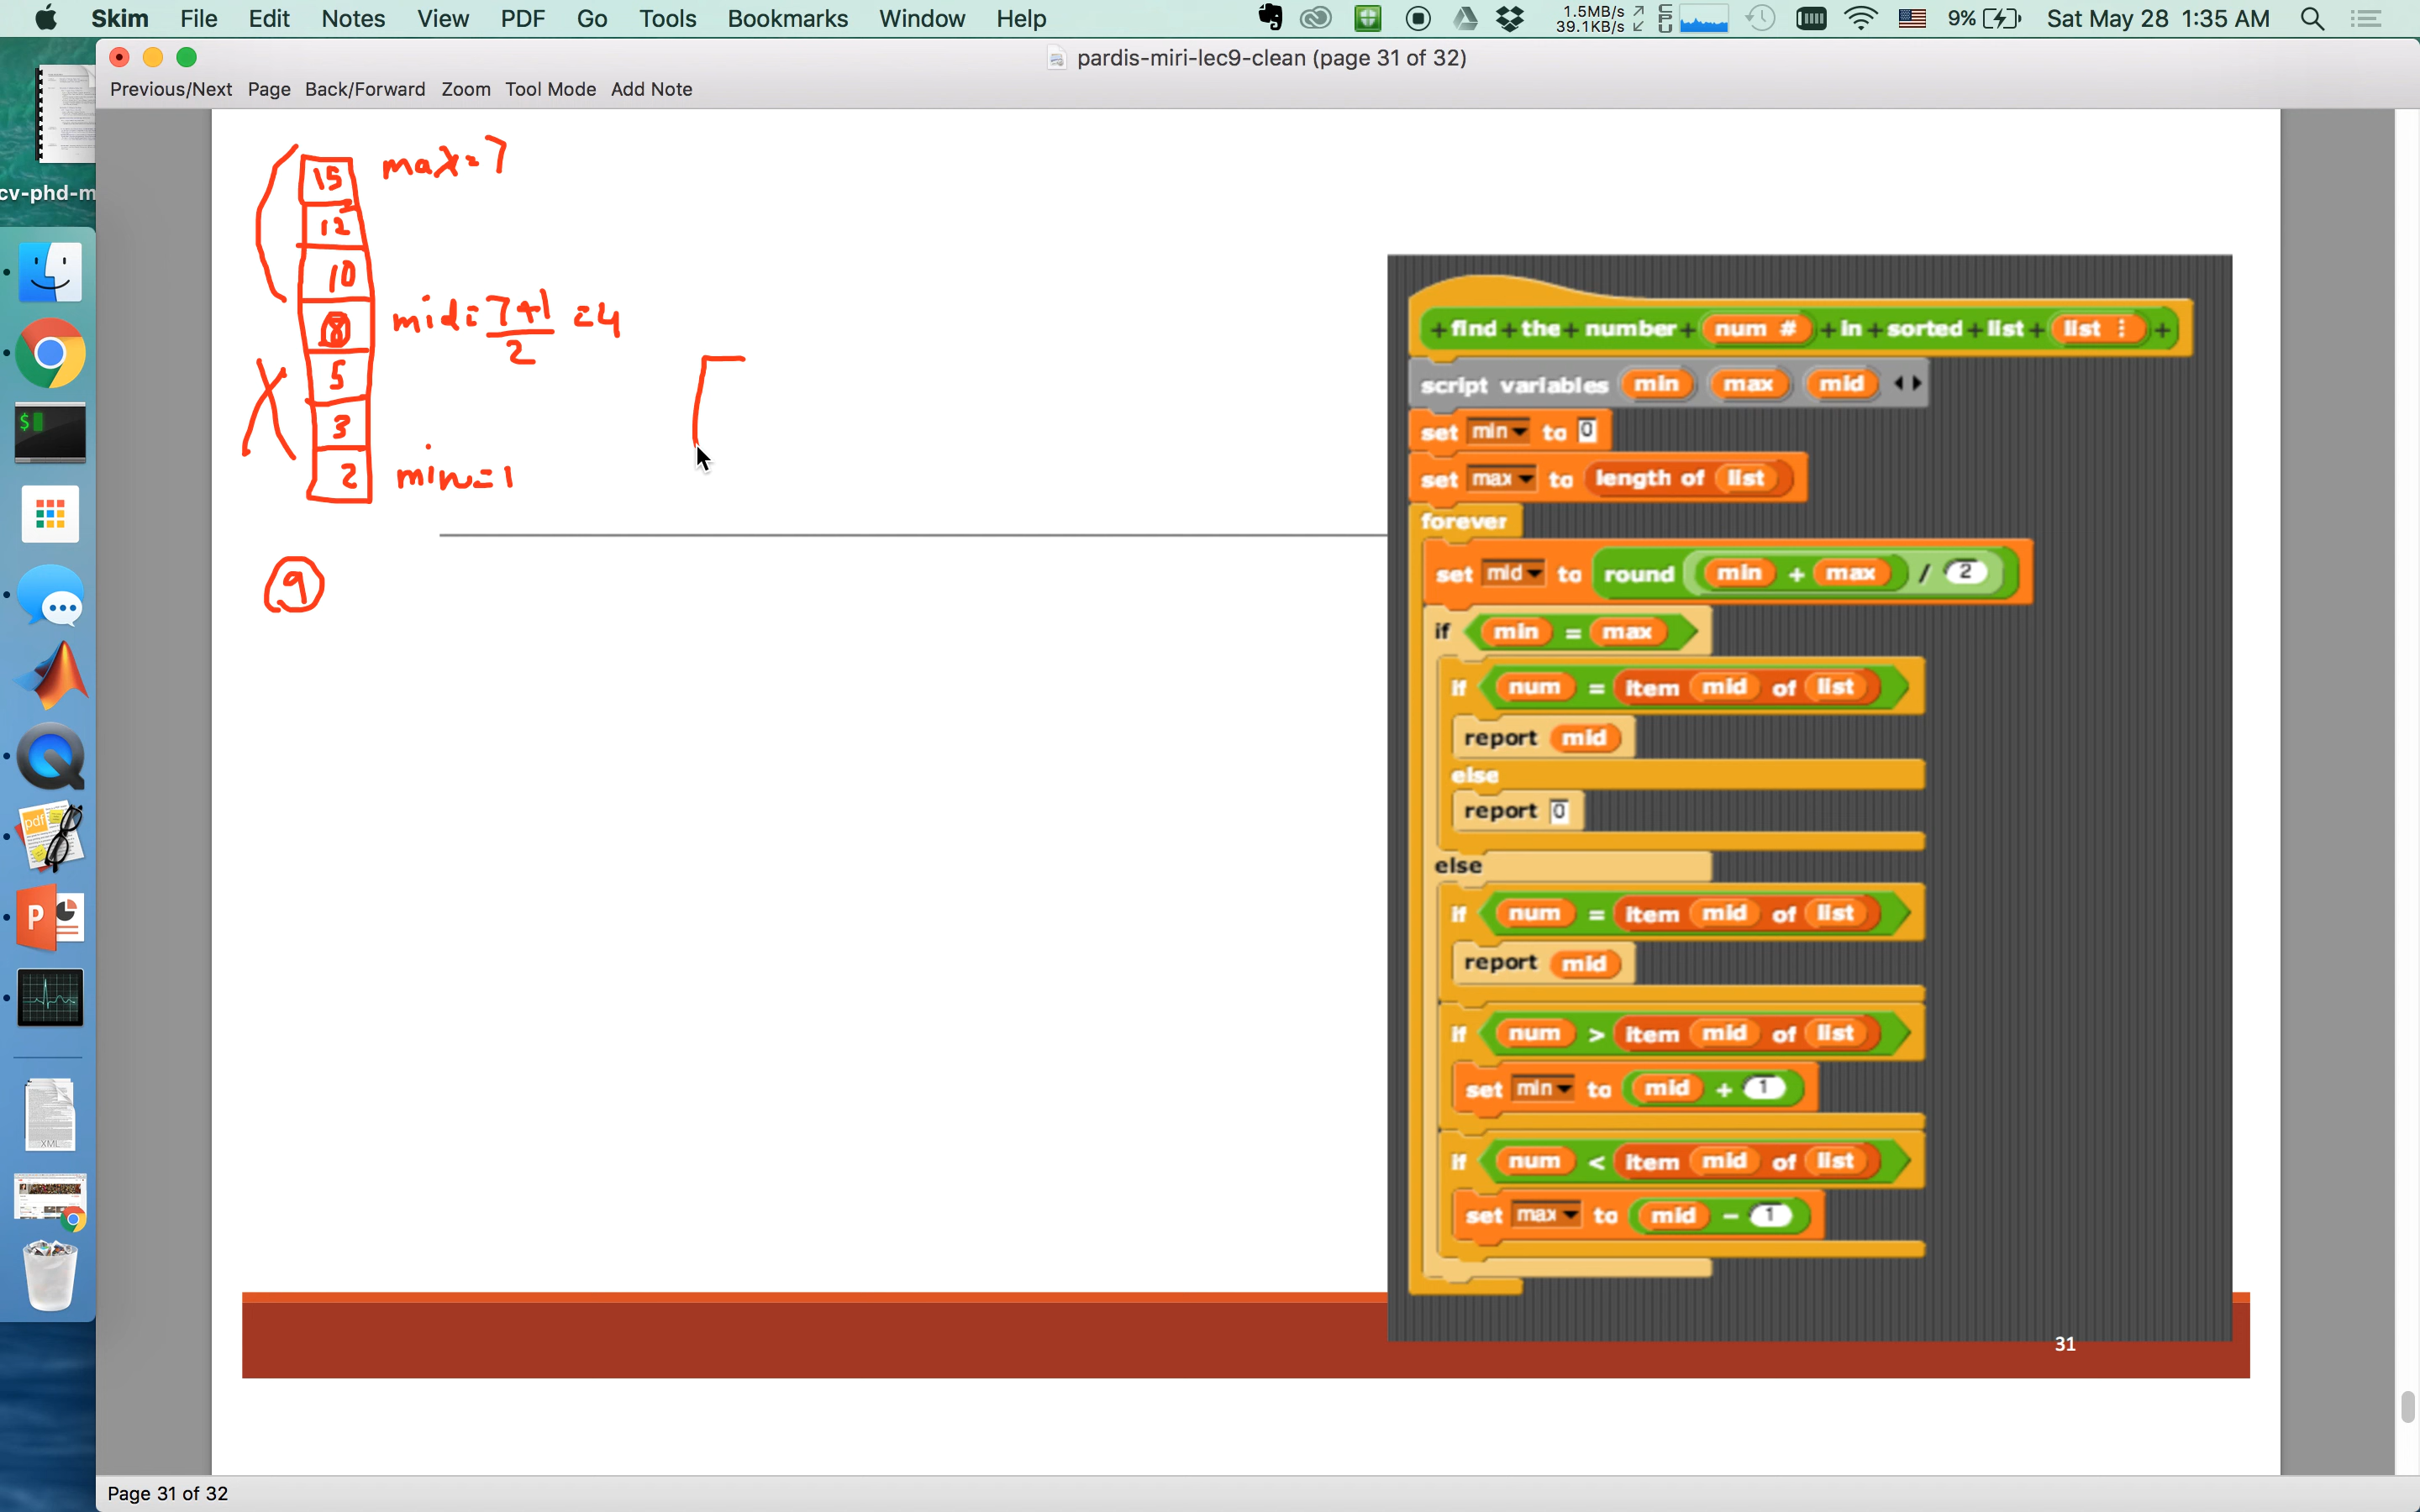 Skim File Edit Notes View PDF Go Tools Bookmarks Window Help
1.5MB/s
39.1KB/s
CPU
9%
Sat May 28 1:35 AM
pardis-miri-lec9-clean (page 31 of 32)
Previous/Next Page Back/Forward Zoom Tool Mode Add Note
cv-phd-m
15
max=7
12
10
8
mid=7+1/2=4
5
3
2
min=1
9
+find+the+number+ num # +in+sorted+list+ list ⋮ +
script variables min max mid
set min to 0
set max to length of list
forever
set mid to round min + max / 2
if min = max
if num = item mid of list
report mid
else
report 0
else
if num = item mid of list
report mid
if num > item mid of list
set min to mid + 1
if num < item mid of list
set max to mid - 1
31
$
pdf
P
XML
Page 31 of 32